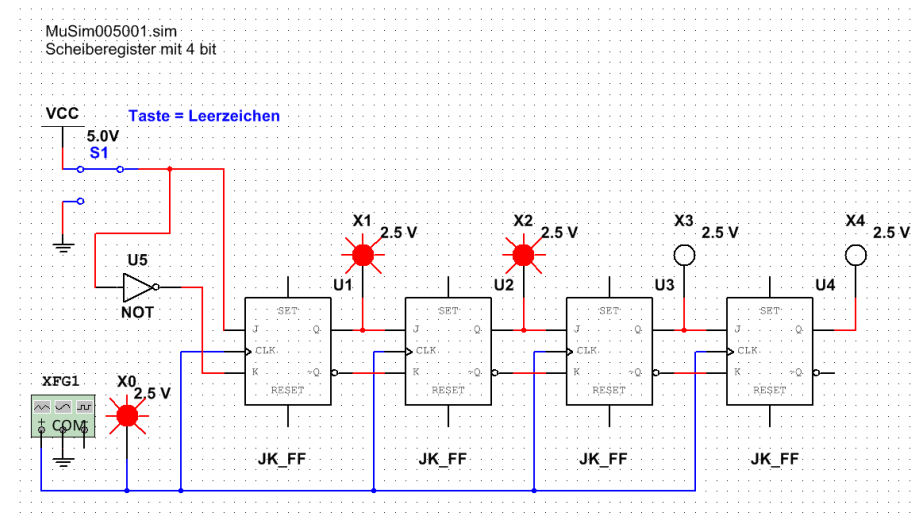 MuSim005001.sim
Scheiberegister mit 4 bit
VCC
Taste = Leerzeichen
5.0V
S1
X1
2.5 V
X2
2.5 V
X3
2.5 V
X4
2.5 V
U5
NOT
U1
U2
U3
U4
SET
J
Q
CLK
K
~Q
RESET
JK_FF
SET
J
Q
CLK
K
~Q
RESET
JK_FF
SET
J
Q
CLK
K
~Q
RESET
JK_FF
SET
J
Q
CLK
K
~Q
RESET
JK_FF
XFG1
COM
X0
2.5 V